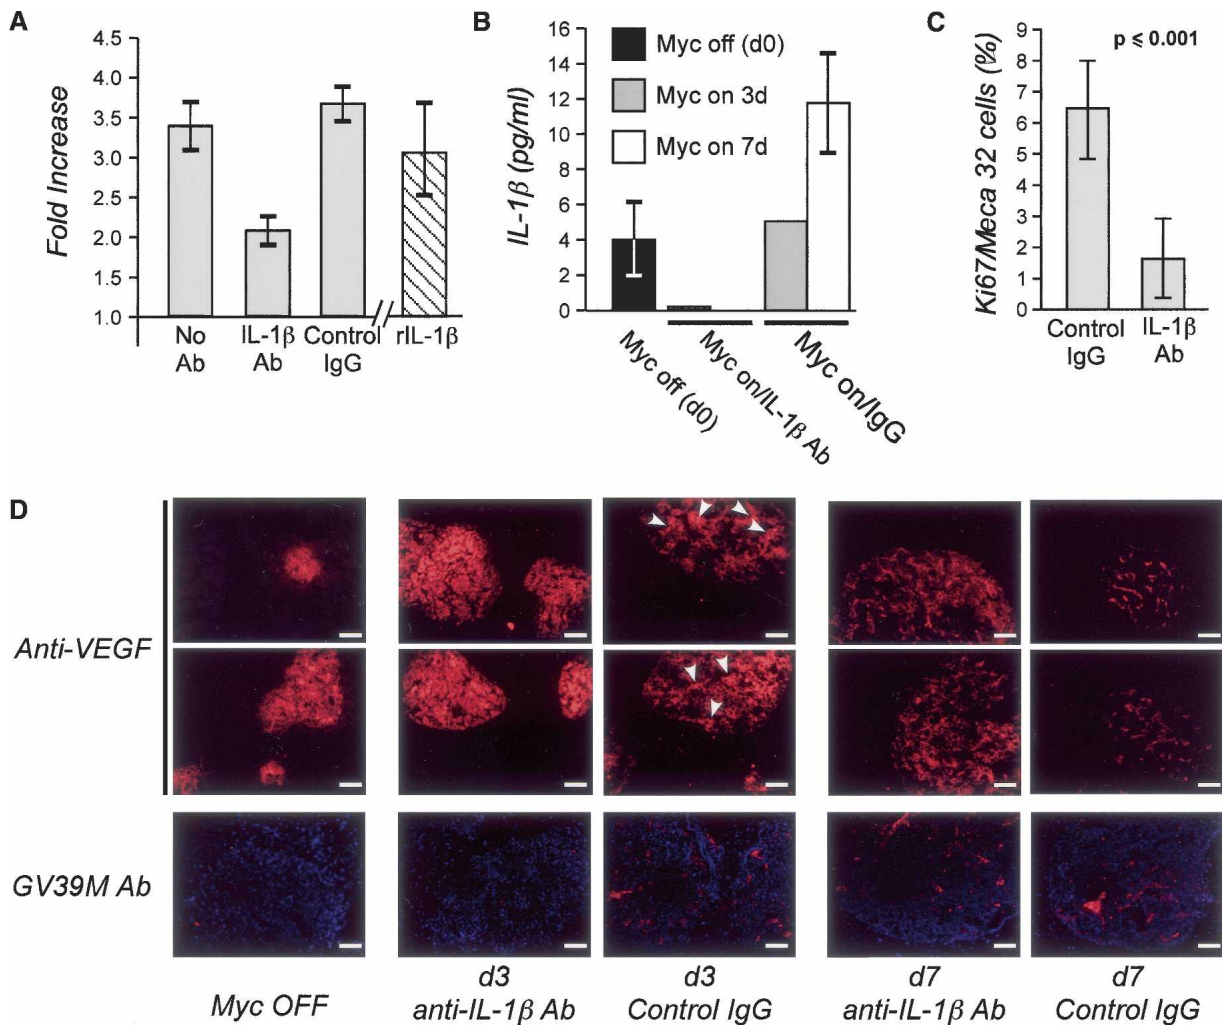 A
Fold Increase
4.5
4.0
3.5
3.0
2.5
2.0
1.5
1.0
No
Ab
IL-1β
Ab
Control
IgG
rIL-1β
B
IL-1β (pg/ml)
16
14
12
10
8
6
4
2
0
Myc off (d0)
Myc on 3d
Myc on 7d
Myc off (d0)
Myc on/IL-1β Ab
Myc on/IgG
C
Ki67/Meca 32 cells (%)
9
8
7
6
5
4
3
2
1
0
p ⩽ 0.001
Control
IgG
IL-1β
Ab
D
Anti-VEGF
GV39M Ab
Myc OFF
d3
anti-IL-1β Ab
d3
Control IgG
d7
anti-IL-1β Ab
d7
Control IgG